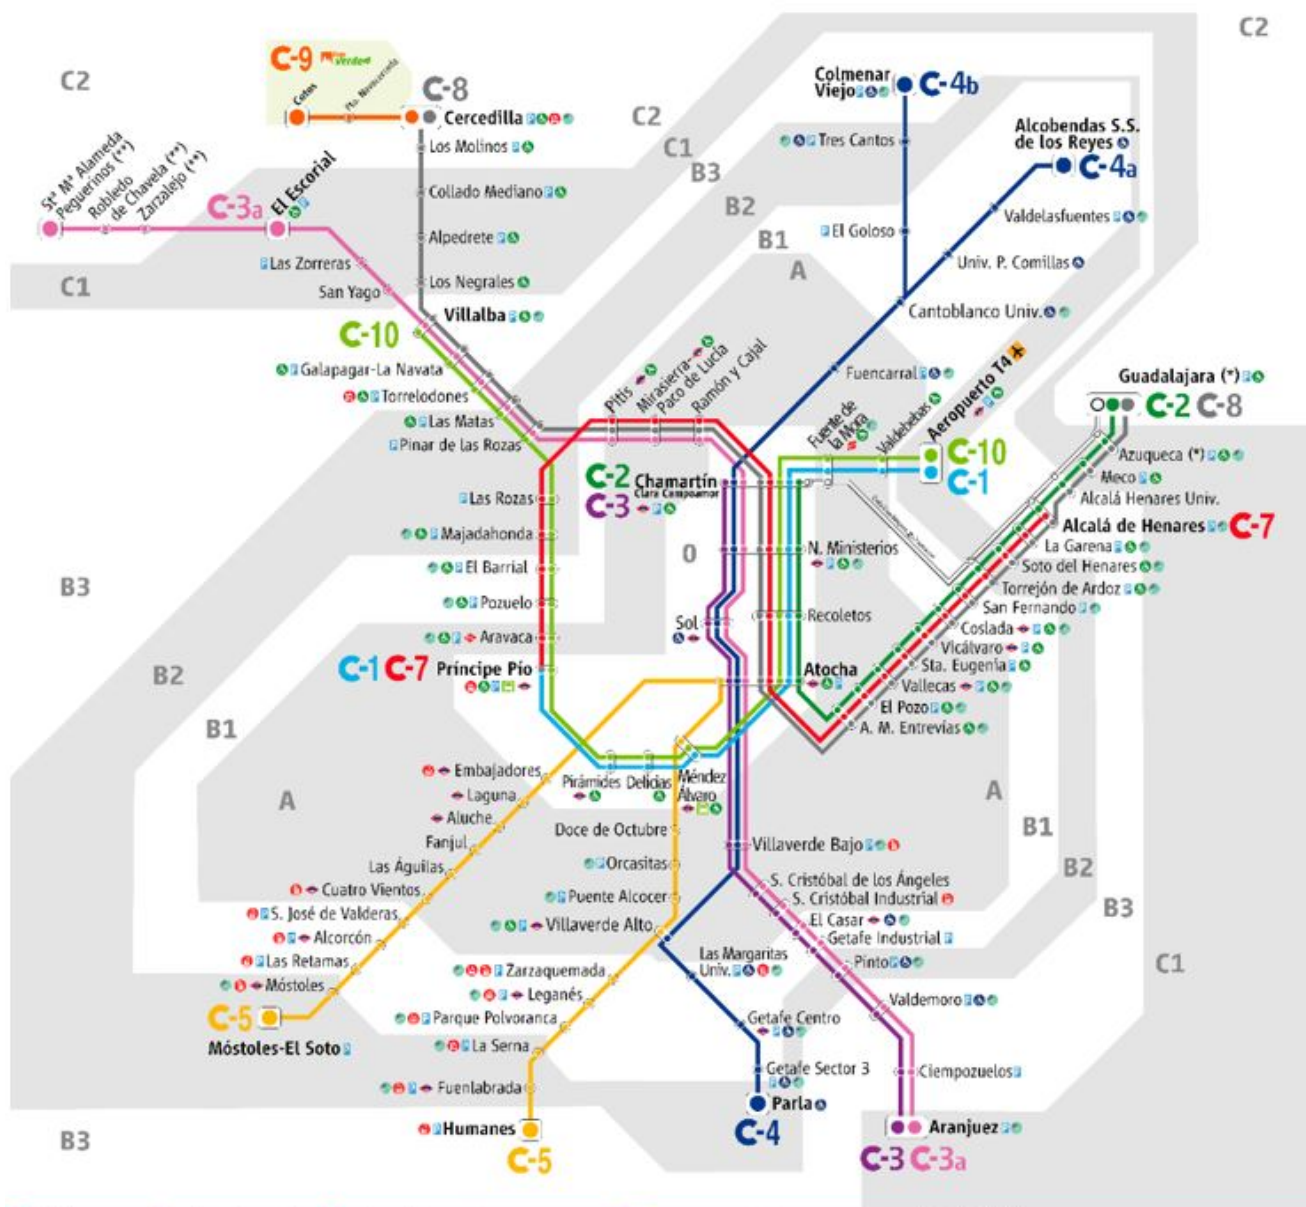 C2
C2
C-9
verde
Cotos
Pto. Navacerrada
C-8
Cercedilla
C2
Colmenar
Viejo
C-4b
Alcobendas S.S.
de los Reyes
C-4a
Stª Mª Alameda
Peguerinos (**)
Robledo
de Chavela (**)
Zarzalejo (**)
C-3a
El Escorial
Los Molinos
C1
Tres Cantos
B3
Collado Mediano
B2
Valdelasfuentes
Alpedrete
B1
El Goloso
Las Zorreras
Univ. P. Comillas
A
C1
San Yago
Los Negrales
Villalba
Cantoblanco Univ.
C-10
Galapagar-La Navata
Torrelodones
Las Matas
Pinar de las Rozas
Pitis
Mirasierra-
Paco de Lucía
Ramón y Cajal
Fuencarral
Fuente de
la Mora
Valdebebas
Aeropuerto T4
Guadalajara (*)
C-2 C-8
C-10
C-1
Azuqueca (*)
Meco
Alcalá Henares Univ.
C-2
Chamartín
Clara Campoamor
C-3
Las Rozas
Majadahonda
Alcalá de Henares
C-7
La Garena
0
N. Ministerios
El Barrial
Soto del Henares
B3
Torrejón de Ardoz
Pozuelo
San Fernando
Recoletos
Sol
Coslada
Aravaca
Vicálvaro
C-1 C-7
Príncipe Pío
Atocha
Sta. Eugenia
B2
Vallecas
El Pozo
A. M. Entrevías
B1
Embajadores
Pirámides
Delicias
Méndez
Álvaro
Laguna
A
A
Aluche
Fanjul
Doce de Octubre
B1
Villaverde Bajo
Las Águilas
Orcasitas
B2
Cuatro Vientos
Puente Alcocer
S. Cristóbal de los Ángeles
S. Cristóbal Industrial
B3
S. José de Valderas
Villaverde Alto
El Casar
Alcorcón
Getafe Industrial
Las Retamas
Las Margaritas
Univ.
Pinto
C1
Zarzaquemada
Móstoles
Leganés
Valdemoro
C-5
Parque Polvoranca
Getafe Centro
Móstoles-El Soto
La Serna
Getafe Sector 3
Ciempozuelos
Fuenlabrada
Parla
C-4
Humanes
Aranjuez
B3
C-5
C-3 C-3a